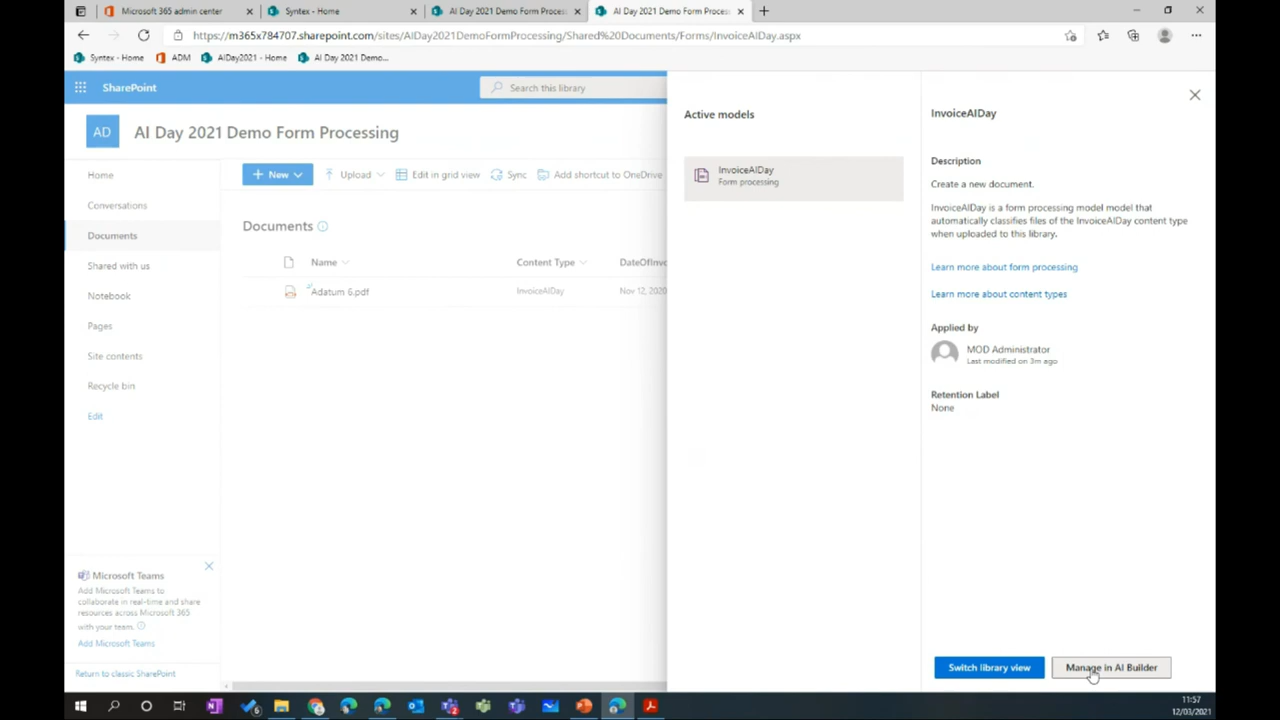 Microsoft 365 admin center
Syntex - Home
AI Day 2021 Demo Form Process
AI Day 2021 Demo Form Process
https://m365x784707.sharepoint.com/sites/AIDay2021DemoFormProcessing/Shared%20Documents/Forms/InvoiceAIDay.aspx
Syntex - Home
ADM
AIDay2021 - Home
AI Day 2021 Demo...
SharePoint
Search this library
AD
AI Day 2021 Demo Form Processing
Home
Conversations
Documents
Shared with us
Notebook
Pages
Site contents
Recycle bin
Edit
New
Upload
Edit in grid view
Sync
Add shortcut to OneDrive
Documents
Name
Content Type
DateOfInvo
Adatum 6.pdf
InvoiceAIDay
Nov 12, 2020
Microsoft Teams
Add Microsoft Teams to
collaborate in real-time and share
resources across Microsoft 365
with your team.
Add Microsoft Teams
Return to classic SharePoint
Active models
InvoiceAIDay
Form processing
InvoiceAIDay
Description
Create a new document.
InvoiceAIDay is a form processing model model that
automatically classifies files of the InvoiceAIDay content type
when uploaded to this library.
Learn more about form processing
Learn more about content types
Applied by
MOD Administrator
Last modified on 3m ago
Retention Label
None
Switch library view
Manage in AI Builder
11:57
12/03/2021